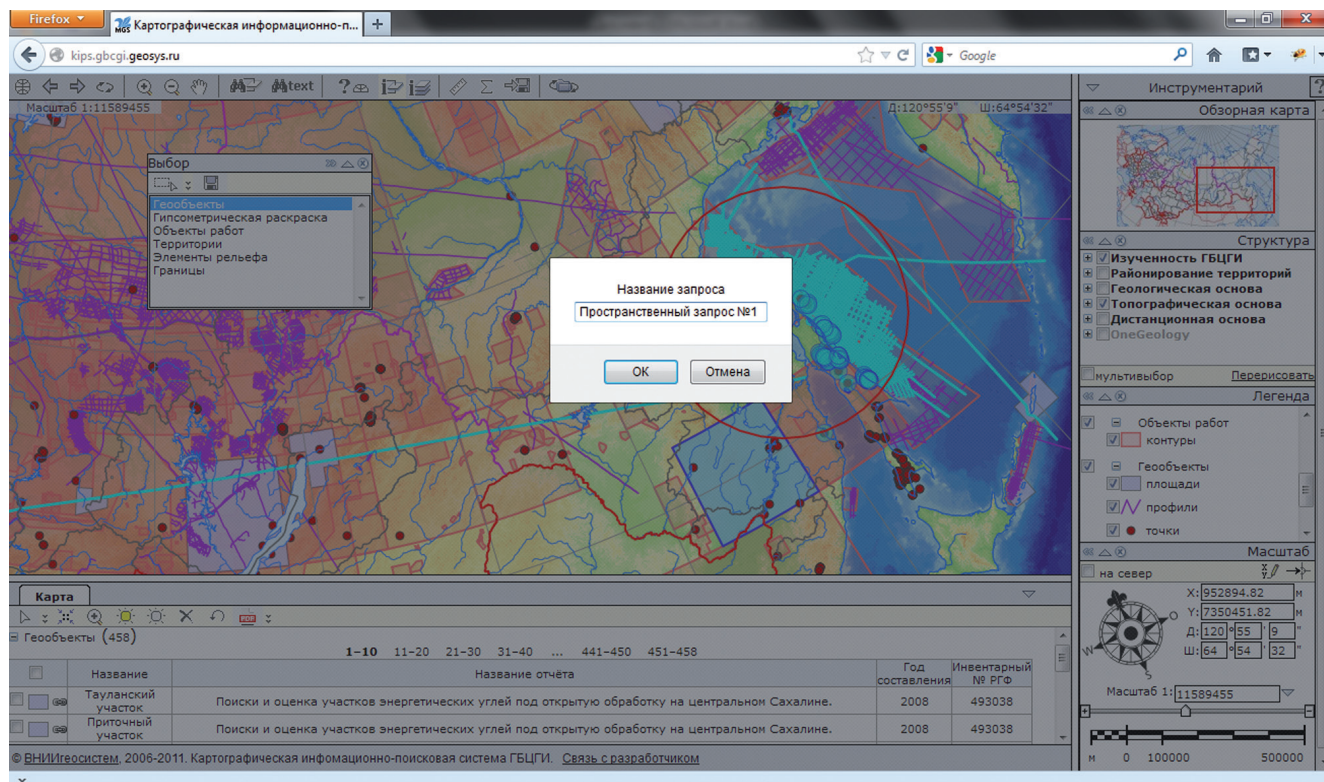 Firefox
MGS Картографическая информационно-п...
kips.gbcgi.geosys.ru
Google
text
Масштаб 1:11589455
Д:120°55'9" Ш:64°54'32"
Выбор
Геообъекты
Гипсометрическая раскраска
Объекты работ
Территории
Элементы рельефа
Границы
Название запроса
Пространственный запрос №1
OK
Отмена
Инструментарий
?
Обзорная карта
Структура
Изученность ГБЦГИ
Районирование территорий
Геологическая основа
Топографическая основа
Дистанционная основа
OneGeology
мультивыбор Перерисовать
Легенда
Объекты работ
контуры
Геообъекты
площади
профили
точки
Масштаб
на север
X: 952894.82 м
Y: 7350451.82 м
Д: 120 ° 55 ' 9 "
Ш: 64 ° 54 ' 32 "
N
O
W
S
Масштаб 1: 11589455
м 0 100000 500000
Карта
PDF
Геообъекты (458)
1-10 11-20 21-30 31-40 ... 441-450 451-458
Название Название отчёта Год составления Инвентарный № РГФ
Тауланский участок Поиски и оценка участков энергетических углей под открытую обработку на центральном Сахалине. 2008 493038
Приточный участок Поиски и оценка участков энергетических углей под открытую обработку на центральном Сахалине. 2008 493038
© ВНИИгеосистем, 2006-2011. Картографическая инфомационно-поисковая система ГБЦГИ. Связь с разработчиком